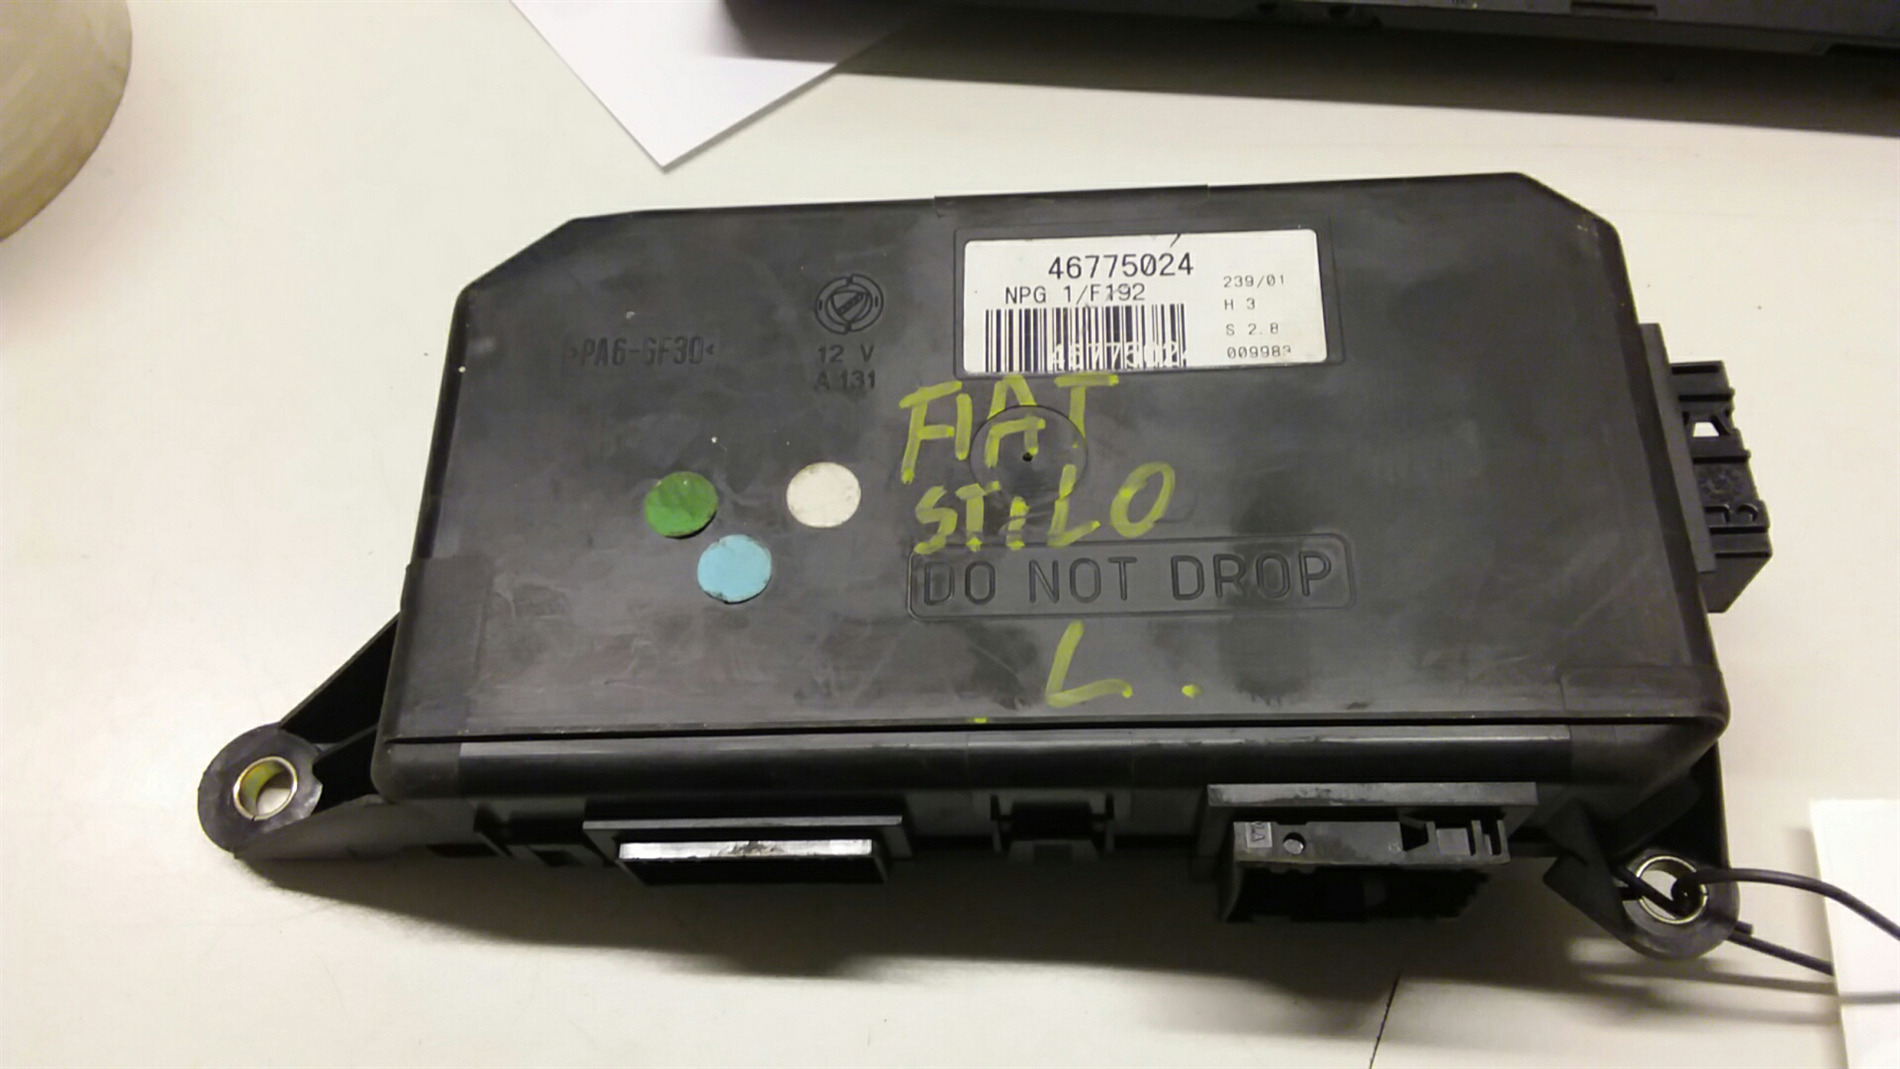 46775024
NPG 1/F192
239/01
H 3
S 2.8
009983
46775024
>PA6-GF30<
12 V
A 131
FIAT
STiLO
DO NOT DROP
L.